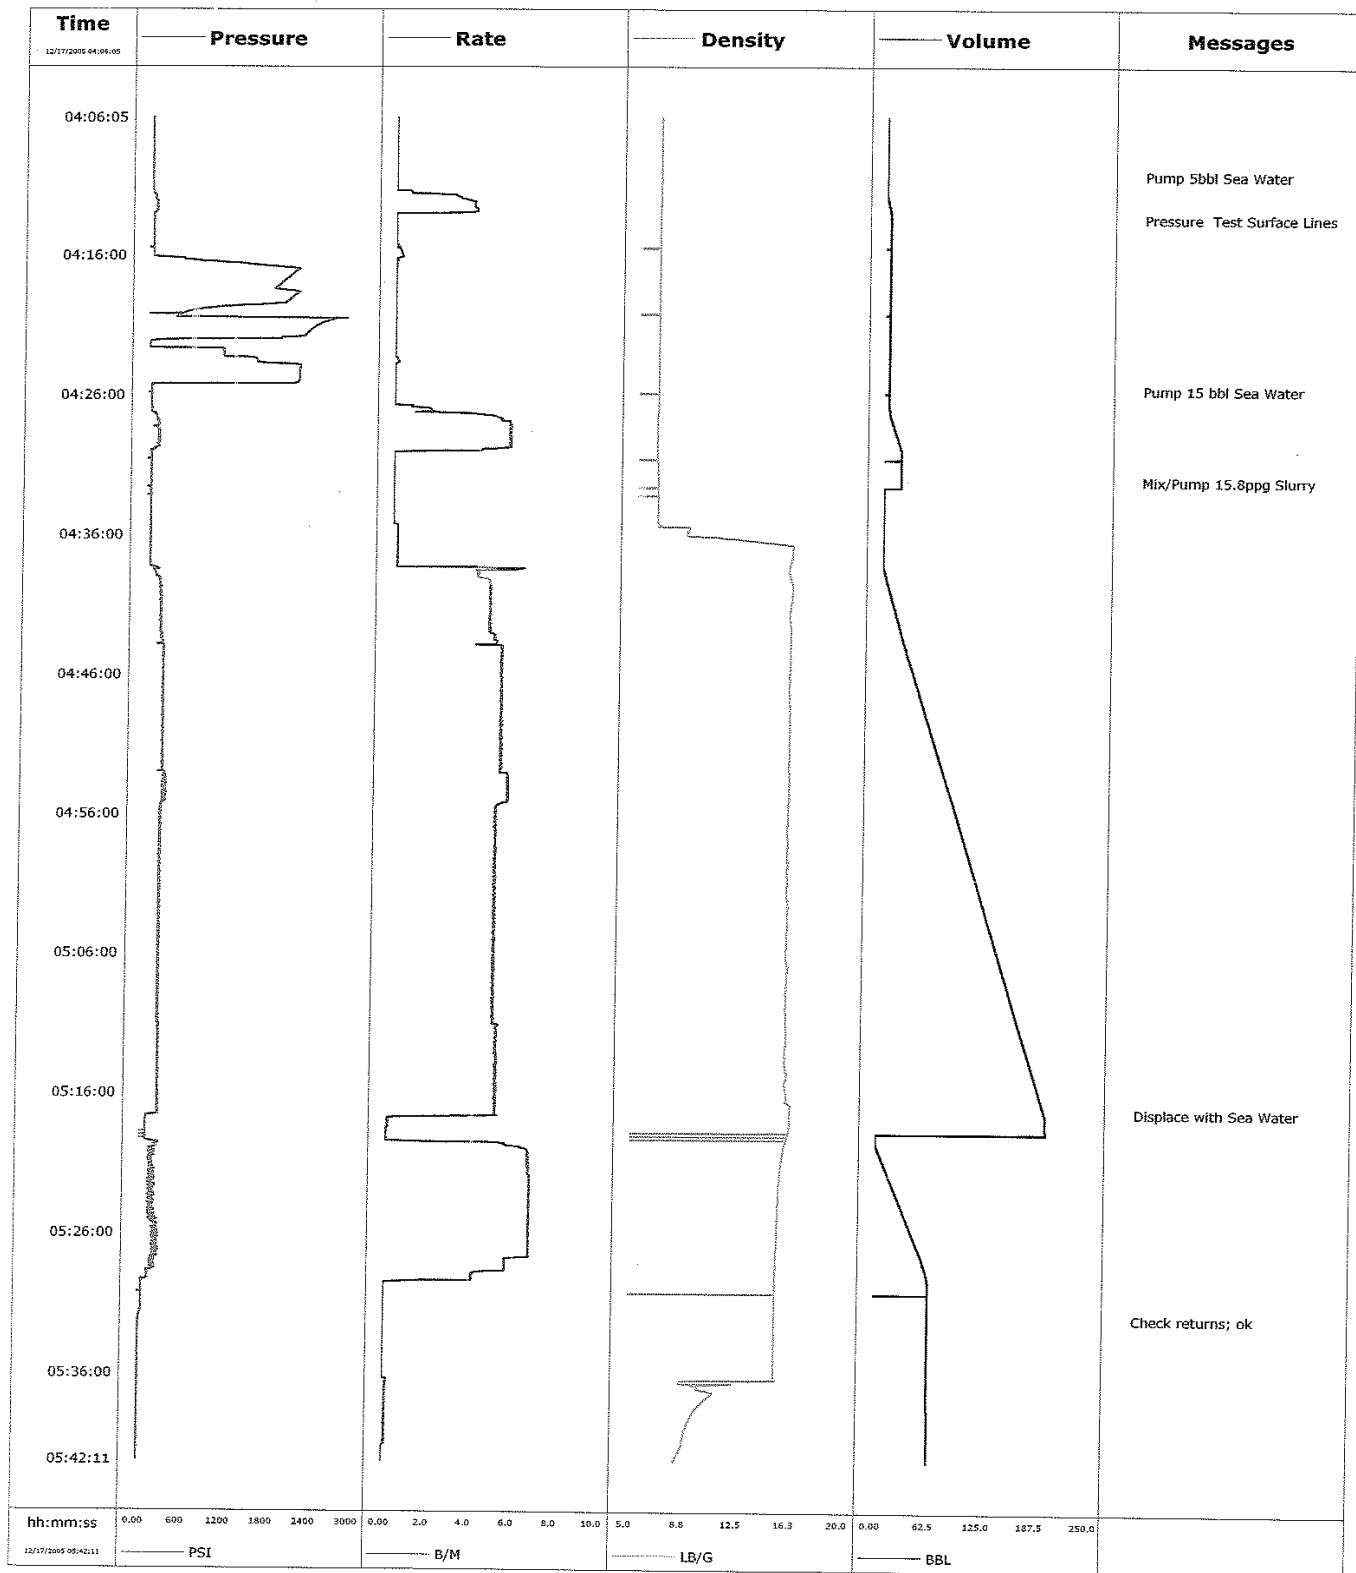 Time
12/17/2005 04:06:05
Pressure
Rate
Density
Volume
Messages
04:06:05
Pump 5bbl Sea Water
Pressure Test Surface Lines
04:16:00
04:26:00
Pump 15 bbl Sea Water
Mix/Pump 15.8ppg Slurry
04:36:00
04:46:00
04:56:00
05:06:00
05:16:00
Displace with Sea Water
05:26:00
Check returns; ok
05:36:00
05:42:11
hh:mm:ss
0.00 600 1200 1800 2400 3000
0.00 2.0 4.0 6.0 8.0 10.0
5.0 8.8 12.5 16.3 20.0
0.00 62.5 125.0 187.5 250.0
12/17/2005 05:42:11
PSI
B/M
LB/G
BBL